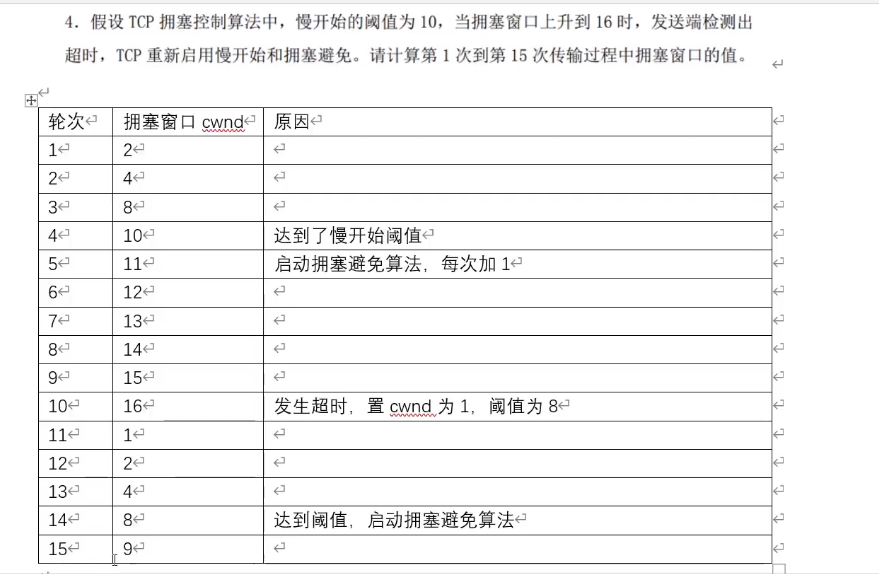 4. 假设 TCP 拥塞控制算法中，慢开始的阈值为 10，当拥塞窗口上升到 16 时，发送端检测出
超时，TCP 重新启用慢开始和拥塞避免。请计算第 1 次到第 15 次传输过程中拥塞窗口的值。
轮次 拥塞窗口 cwnd 原因
1 2
2 4
3 8
4 10 达到了慢开始阈值
5 11 启动拥塞避免算法，每次加 1
6 12
7 13
8 14
9 15
10 16 发生超时，置 cwnd 为 1，阈值为 8
11 1
12 2
13 4
14 8 达到阈值，启动拥塞避免算法
15 9